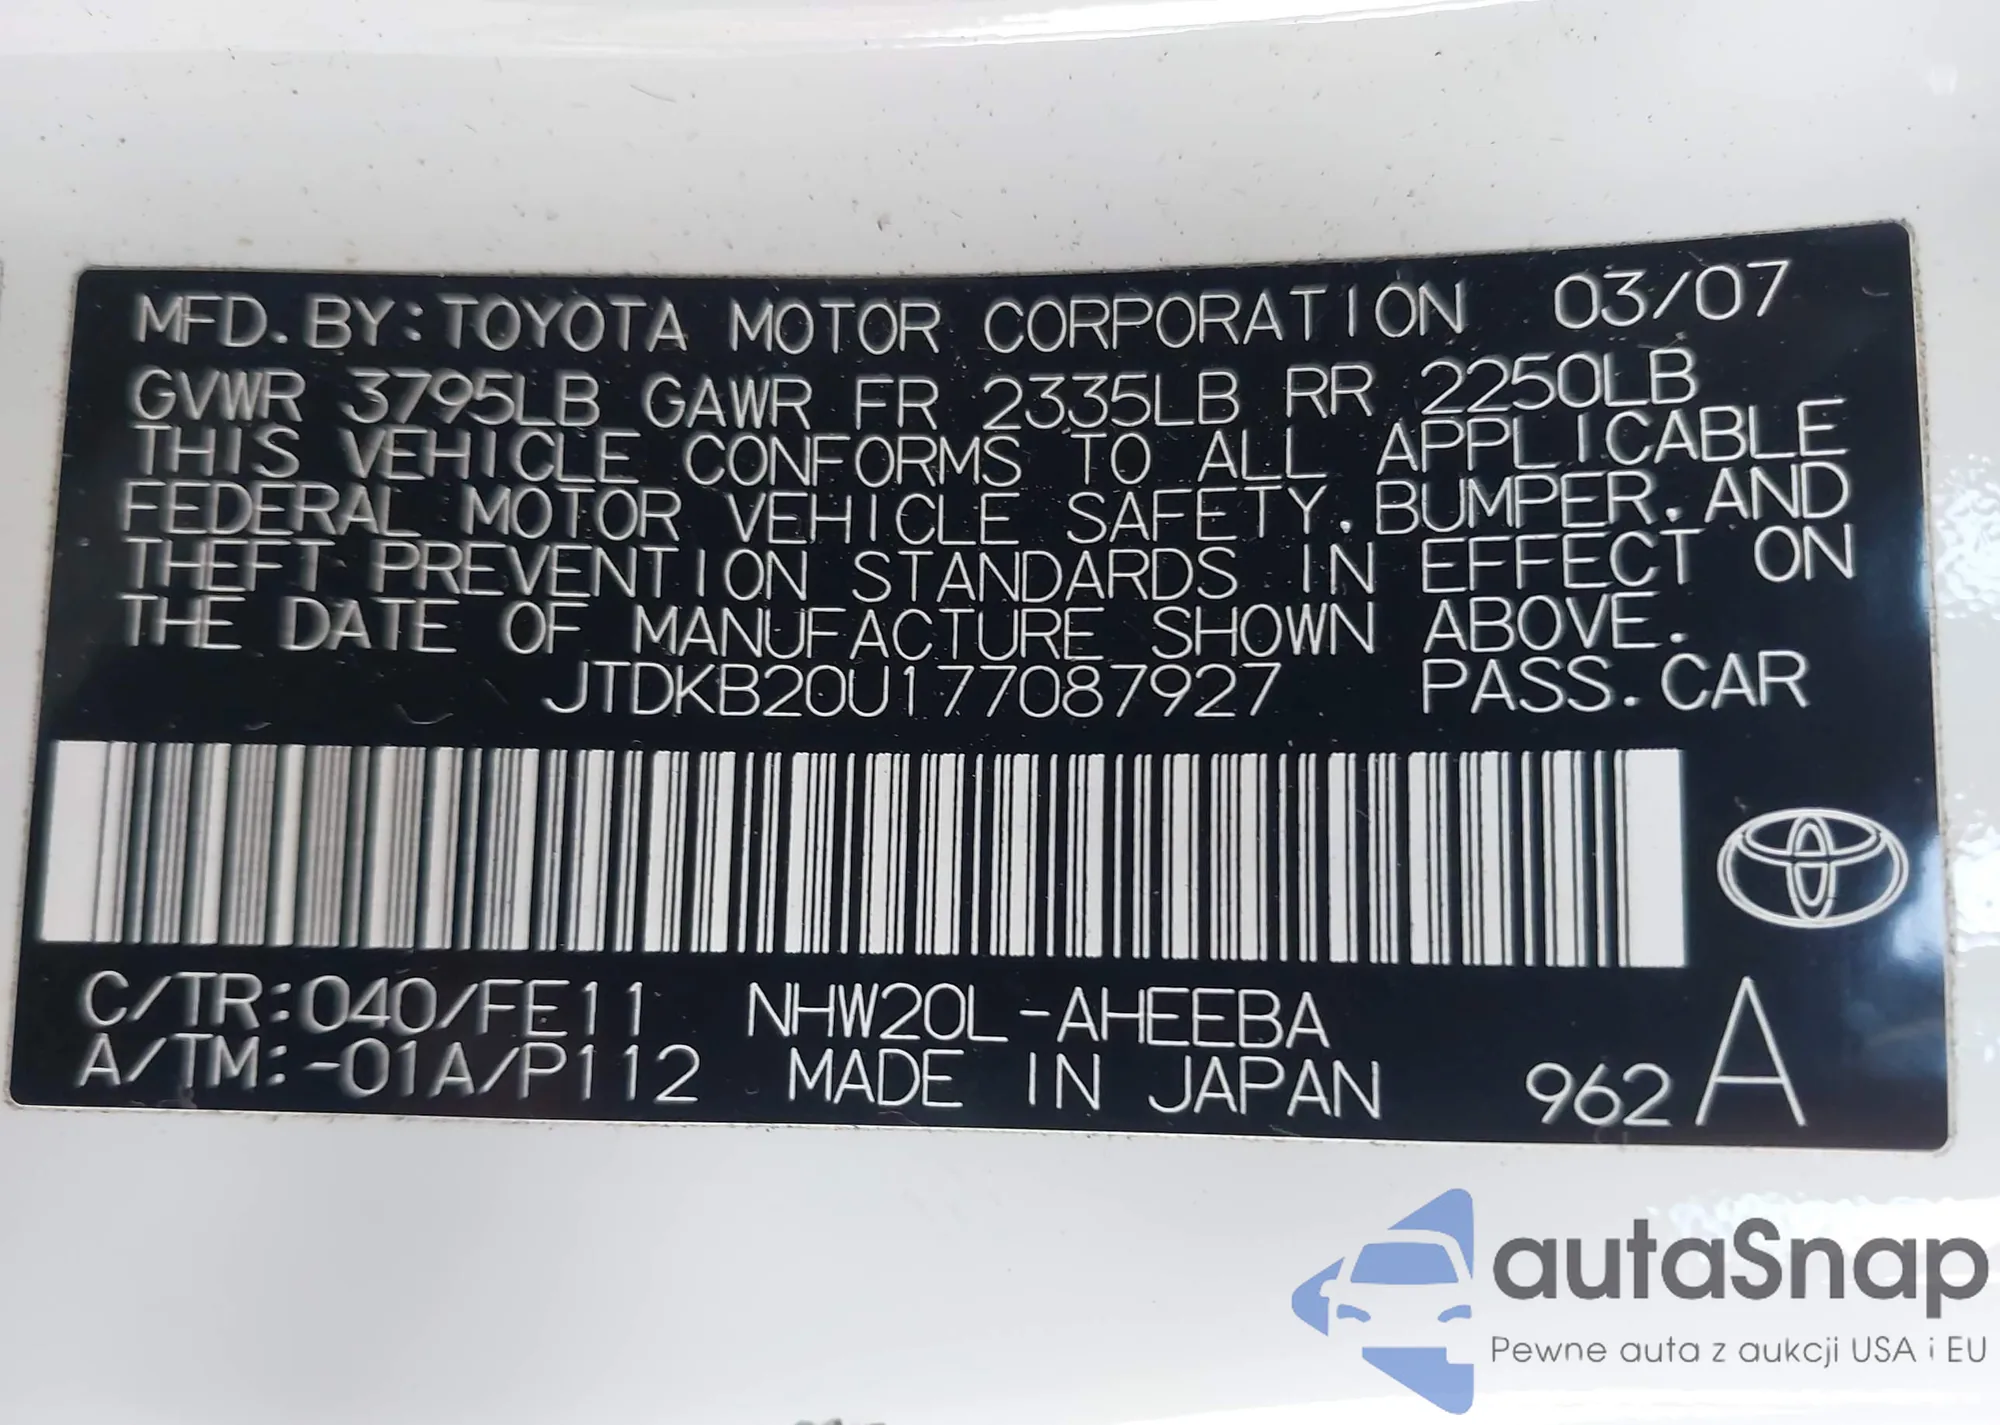 MFD. BY: TOYOTA MOTOR CORPORATION 03/07
GVWR 3795LB GAWR FR 2335LB RR 2250LB
THIS VEHICLE CONFORMS TO ALL APPLICABLE
FEDERAL MOTOR VEHICLE SAFETY, BUMPER, AND
THEFT PREVENTION STANDARDS IN EFFECT ON
THE DATE OF MANUFACTURE SHOWN ABOVE.
JTDKB20U177087927 PASS. CAR
C/TR:040/FE11 NHW20L-AHEEBA
A/TM:-01A/P112 MADE IN JAPAN 962 A
autaSnap
Pewne auta z aukcji USA i EU